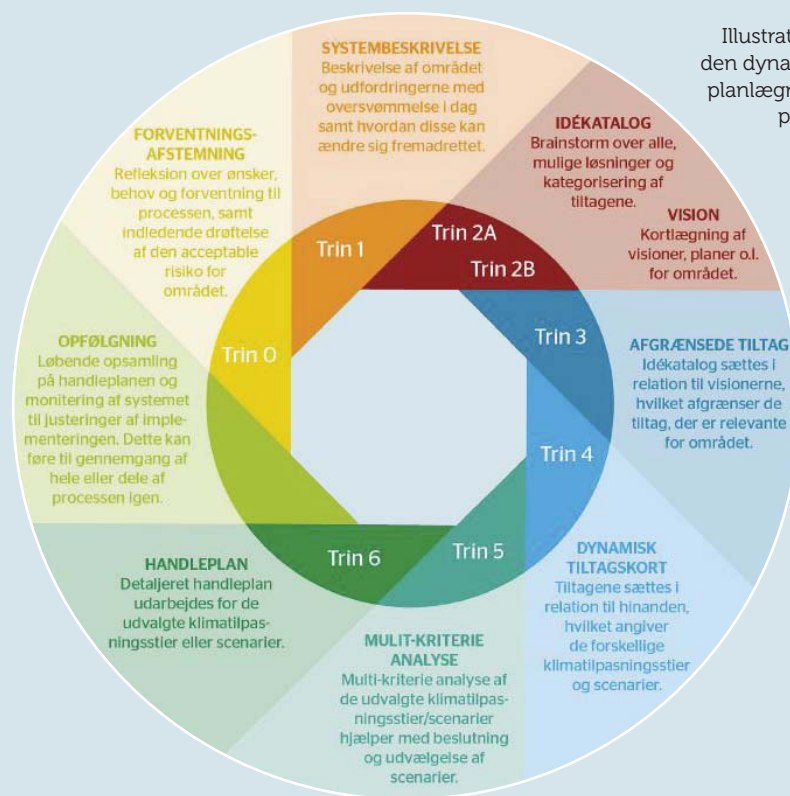 Illustrat
den dyna
planlægn
p
SYSTEMBESKRIVELSE
Beskrivelse af området
og udfordringerne med
oversvømmelse i dag
samt hvordan disse kan
ændre sig fremadrettet.
IDÉKATALOG
Brainstorm over alle,
mulige løsninger og
kategorisering af
tiltagene.
VISION
Kortlægning af
visioner, planer o.l.
for området.
AFGRÆNSEDE TILTAG
Idékatalog sættes i
relation til visionerne,
hvilket afgrænser de
tiltag, der er relevante
for området.
DYNAMISK
TILTAGSKORT
Tiltagene sættes i
relation til hinanden,
hvilket angiver
de forskellige
klimatilpasningsstier
og scenarier.
MULIT-KRITERIE
ANALYSE
Multi-kriterie analyse af
de udvalgte klimatilpas-
ningsstier/scenarier
hjælper med beslutning
og udvælgelse af
scenarier.
HANDLEPLAN
Detaljeret handleplan
udarbejdes for de
udvalgte klimatilpas-
ningsstier eller scenarier.
OPFØLGNING
Løbende opsamling
på handleplanen og
monitering af systemet
til justeringer af imple-
menteringen. Dette kan
føre til gennemgang af
hele eller dele af
processen igen.
FORVENTNINGS-
AFSTEMNING
Refleksion over ønsker,
behov og forventning til
processen, samt
indledende drøftelse
af den acceptable
risiko for
området.
Trin 0
Trin 1
Trin 2A
Trin 2B
Trin 3
Trin 4
Trin 5
Trin 6